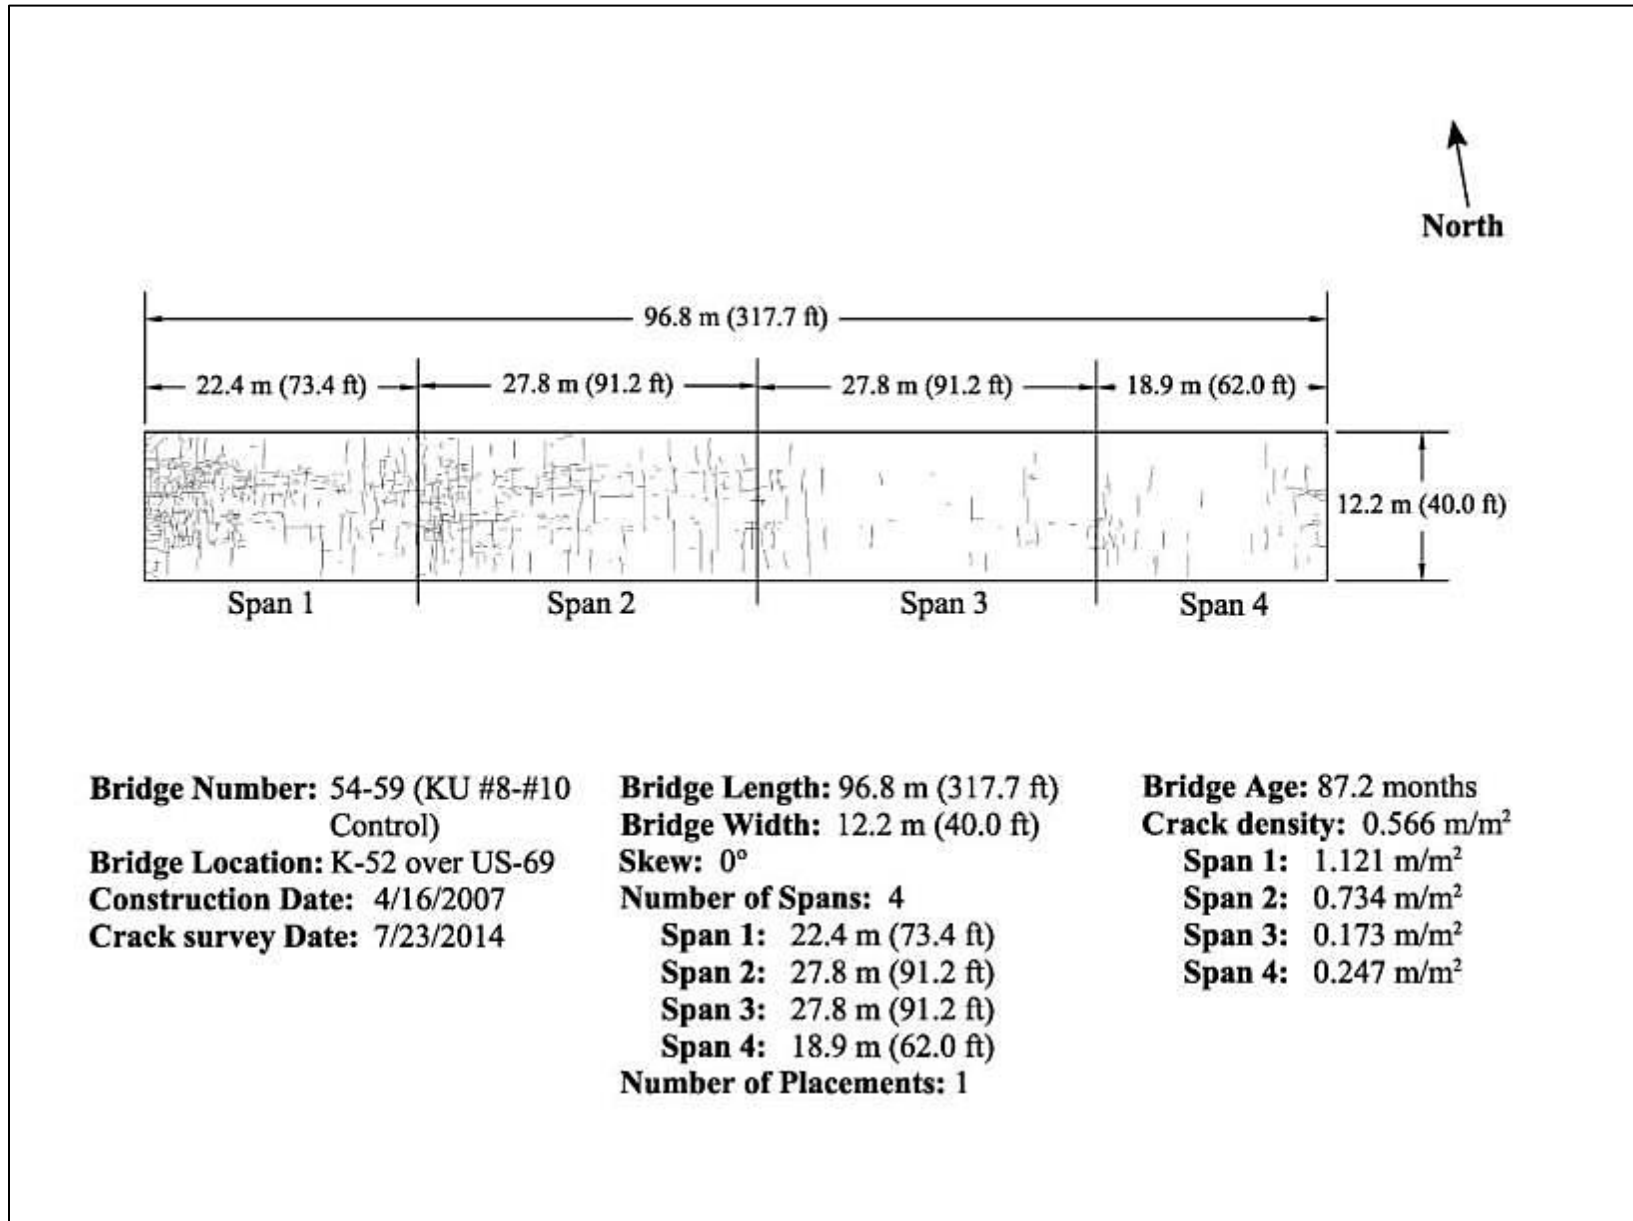 North
96.8 m (317.7 ft)
22.4 m (73.4 ft)
27.8 m (91.2 ft)
27.8 m (91.2 ft)
18.9 m (62.0 ft)
12.2 m (40.0 ft)
Span 1
Span 2
Span 3
Span 4
Bridge Number: 54-59 (KU #8-#10
Control)
Bridge Location: K-52 over US-69
Construction Date: 4/16/2007
Crack survey Date: 7/23/2014
Bridge Length: 96.8 m (317.7 ft)
Bridge Width: 12.2 m (40.0 ft)
Skew: 0°
Number of Spans: 4
Span 1: 22.4 m (73.4 ft)
Span 2: 27.8 m (91.2 ft)
Span 3: 27.8 m (91.2 ft)
Span 4: 18.9 m (62.0 ft)
Number of Placements: 1
Bridge Age: 87.2 months
Crack density: 0.566 m/m²
Span 1: 1.121 m/m²
Span 2: 0.734 m/m²
Span 3: 0.173 m/m²
Span 4: 0.247 m/m²